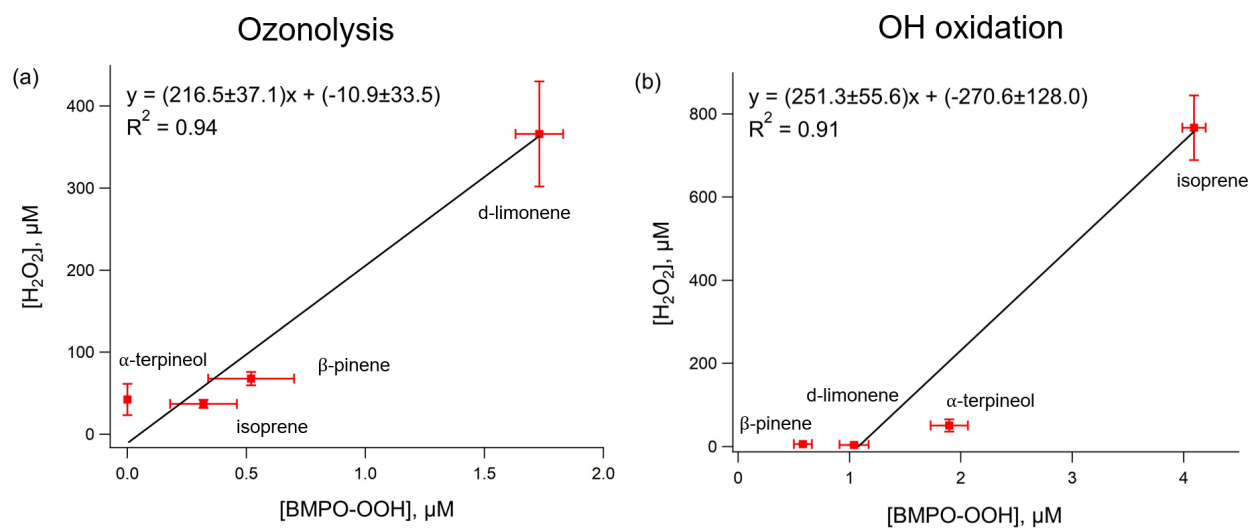 Ozonolysis
(a)
y = (216.5±37.1)x + (-10.9±33.5)
R² = 0.94
400
300
200
100
0
[H₂O₂], µM
d-limonene
α-terpineol
β-pinene
isoprene
0.0
0.5
1.0
1.5
2.0
[BMPO-OOH], µM
OH oxidation
(b)
y = (251.3±55.6)x + (-270.6±128.0)
R² = 0.91
800
600
400
200
0
[H₂O₂], µM
isoprene
d-limonene
α-terpineol
β-pinene
0
1
2
3
4
[BMPO-OOH], µM